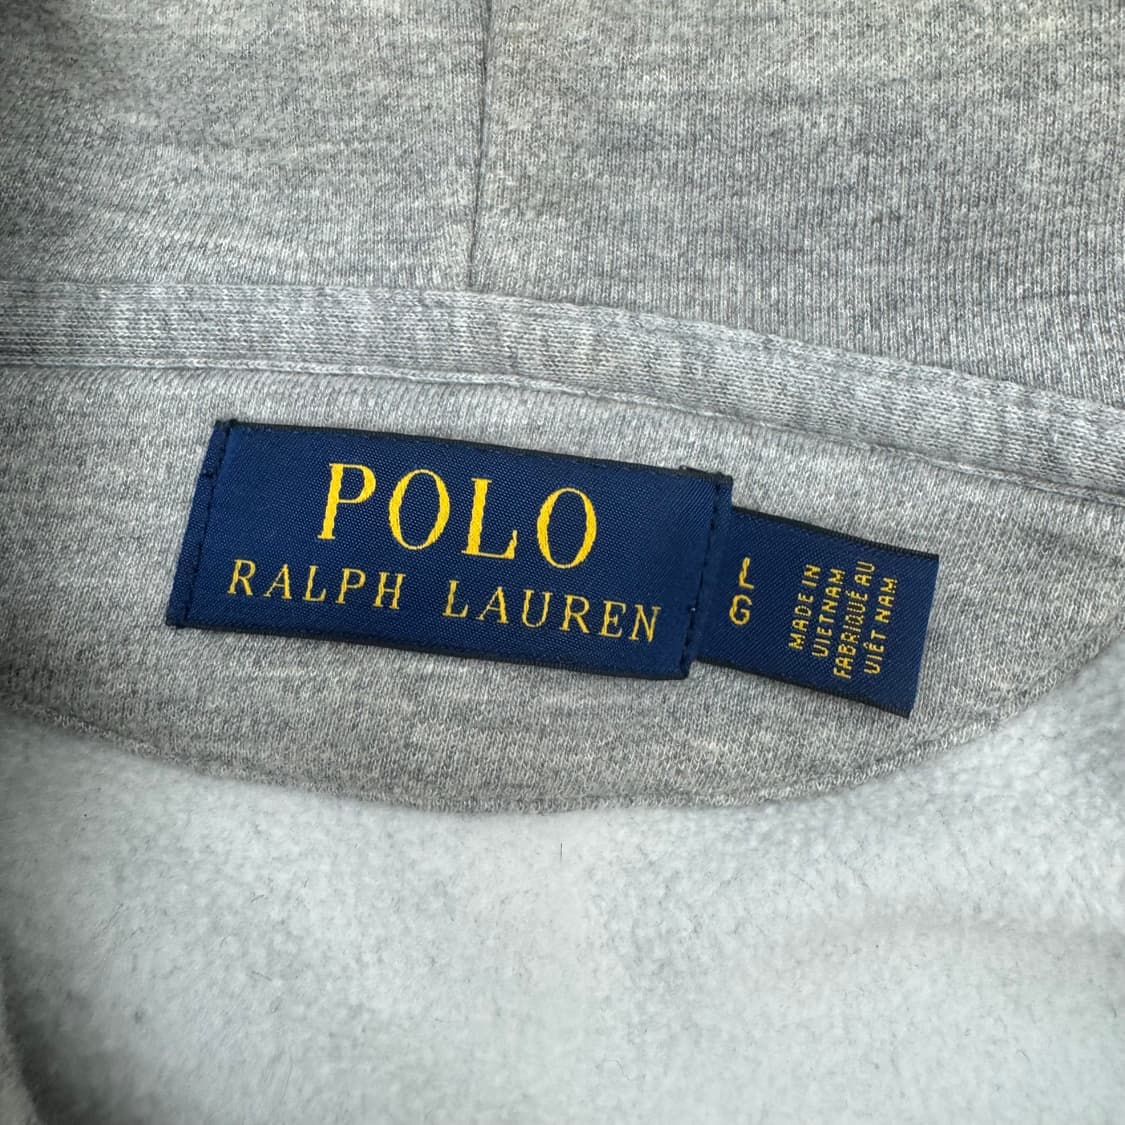 POLO
RALPH LAUREN
L
G
MADE IN
VIETNAM
FABRIQUÉ AU
VIÊT NAM